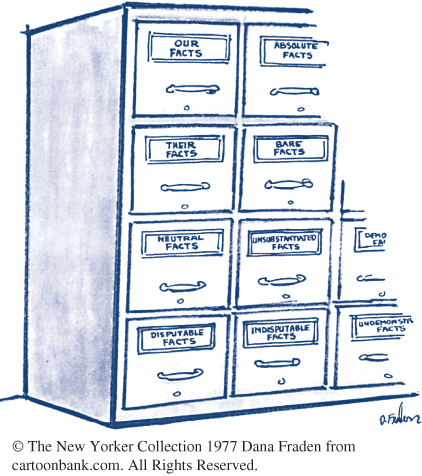 OUR
FACTS
ABSOLUTE
FACTS
THEIR
FACTS
BARE
FACTS
NEUTRAL
FACTS
UNSUBSTANTIATED
FACTS
DISPUTABLE
FACTS
INDISPUTABLE
FACTS
FACTS
© The New Yorker Collection 1977 Dana Fraden from
cartoonbank.com. All Rights Reserved.